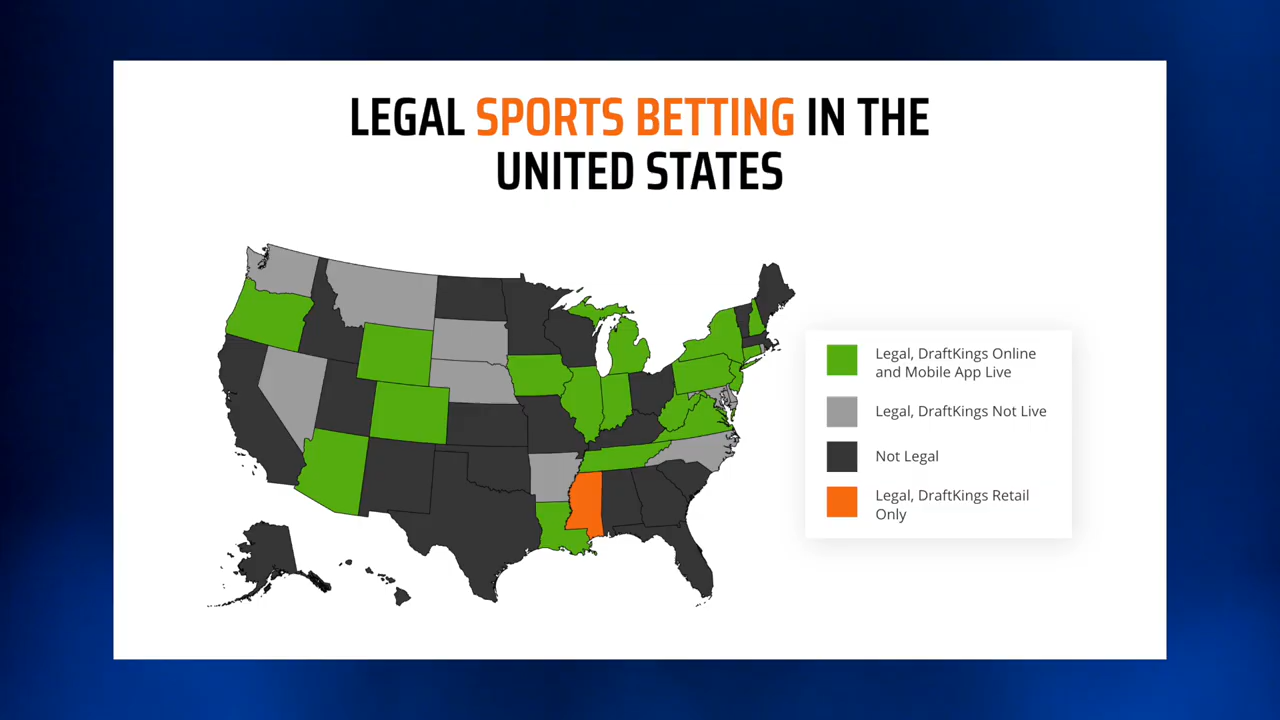 LEGAL SPORTS BETTING IN THE
UNITED STATES
Legal, DraftKings Online
and Mobile App Live
Legal, DraftKings Not Live
Not Legal
Legal, DraftKings Retail
Only